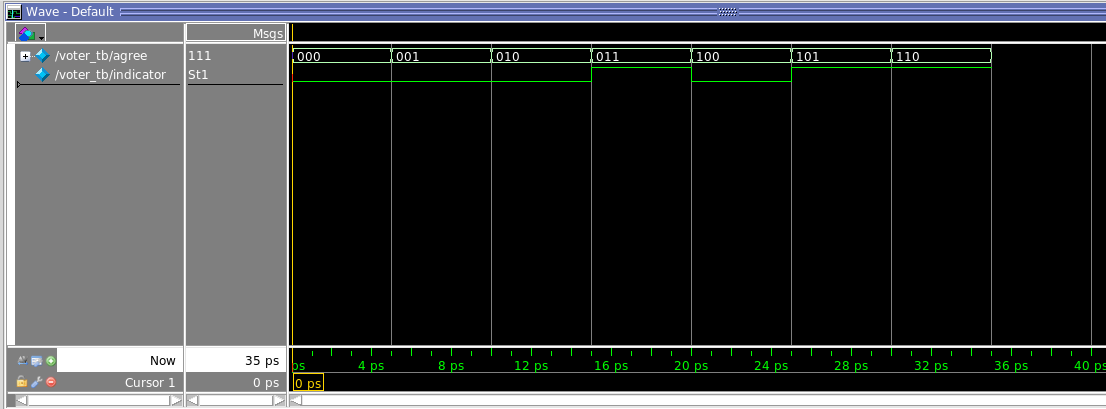 Wave - Default
Msgs
/voter_tb/agree 111 000 001 010 011 100 101 110
/voter_tb/indicator St1
Now 35 ps ps 4 ps 8 ps 12 ps 16 ps 20 ps 24 ps 28 ps 32 ps 36 ps 40 ps
Cursor 1 0 ps 0 ps